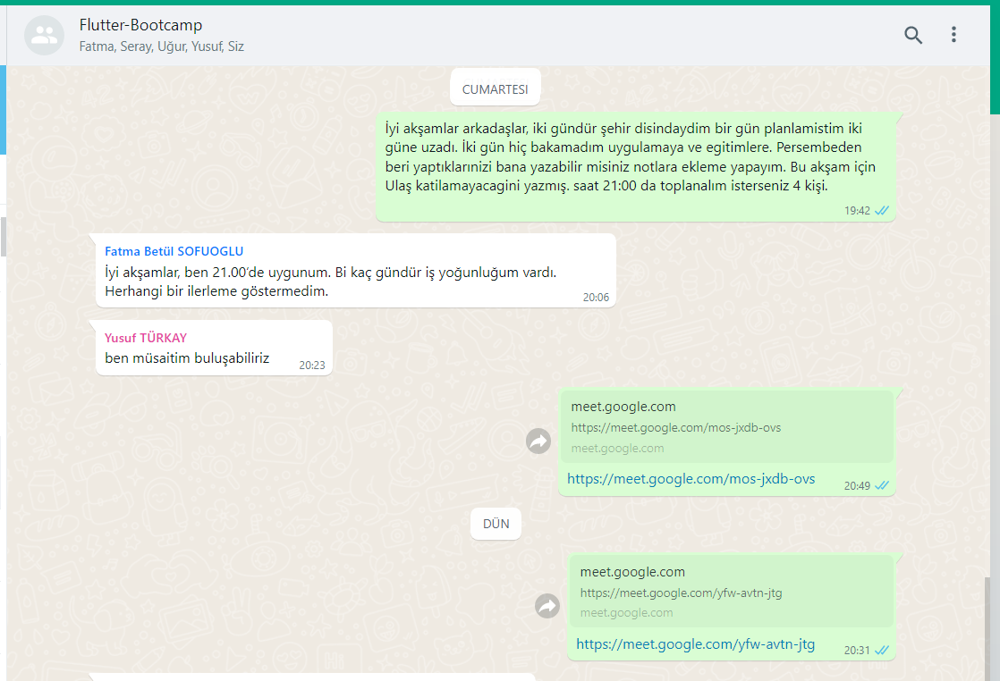 Flutter-Bootcamp
Fatma, Seray, Uğur, Yusuf, Siz
CUMARTESI
İyi akşamlar arkadaşlar, iki gündür şehir disindaydim bir gün planlamistim iki
güne uzadı. İki gün hiç bakamadım uygulamaya ve egitimlere. Persembeden
beri yaptıklarınizi bana yazabilir misiniz notlara ekleme yapayım. Bu akşam için
Ulaş katilamayacagini yazmış. saat 21:00 da toplanalım isterseniz 4 kişi.
19:42
Fatma Betül SOFUOGLU
İyi akşamlar, ben 21.00’de uygunum. Bi kaç gündür iş yoğunluğum vardı.
Herhangi bir ilerleme göstermedim.
20:06
Yusuf TÜRKAY
ben müsaitim buluşabiliriz
20:23
meet.google.com
https://meet.google.com/mos-jxdb-ovs
meet.google.com
https://meet.google.com/mos-jxdb-ovs
20:49
DÜN
meet.google.com
https://meet.google.com/yfw-avtn-jtg
meet.google.com
https://meet.google.com/yfw-avtn-jtg
20:31